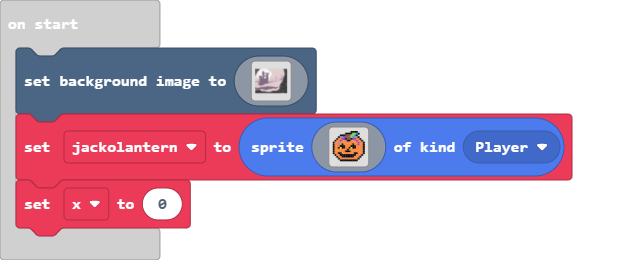 on start
set background image to
set jackolantern to sprite of kind Player
set x to 0